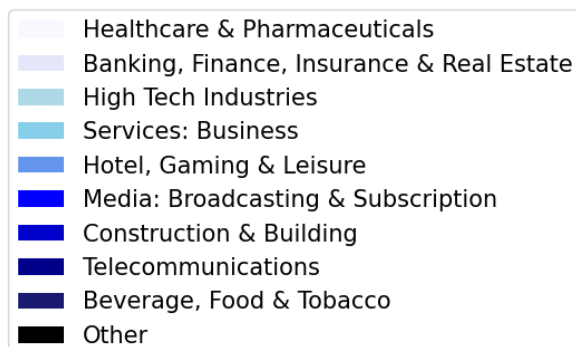 Healthcare & Pharmaceuticals
Banking, Finance, Insurance & Real Estate
High Tech Industries
Services: Business
Hotel, Gaming & Leisure
Media: Broadcasting & Subscription
Construction & Building
Telecommunications
Beverage, Food & Tobacco
Other